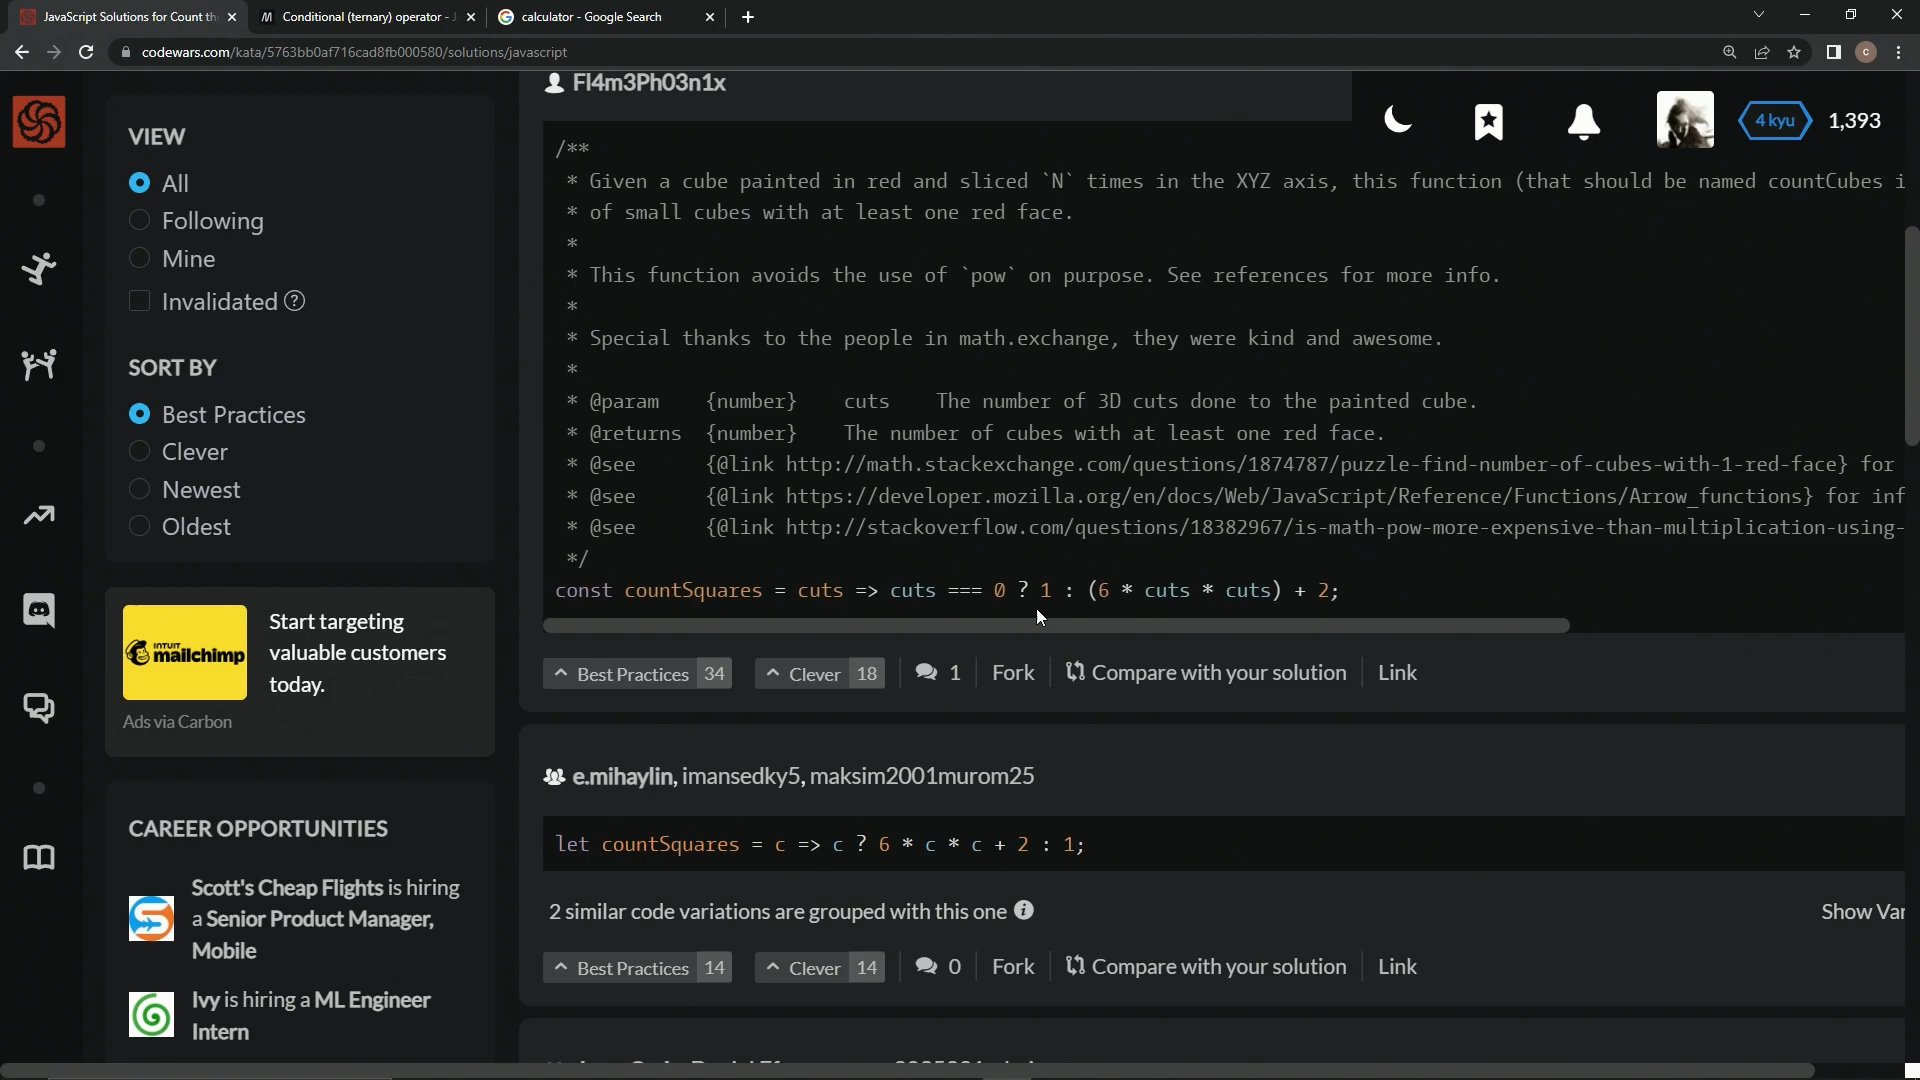 JavaScript Solutions for Count th
Conditional (ternary) operator - J
calculator - Google Search
codewars.com/kata/5763bb0af716cad8fb000580/solutions/javascript
C
VIEW
All
Following
Mine
Invalidated
SORT BY
Best Practices
Clever
Newest
Oldest
INTUIT
mailchimp
Start targeting
valuable customers
today.
Ads via Carbon
CAREER OPPORTUNITIES
Scott's Cheap Flights is hiring
a Senior Product Manager,
Mobile
Ivy is hiring a ML Engineer
Intern
4 kyu
1,393
Fl4m3Ph03n1x
/**
* Given a cube painted in red and sliced `N` times in the XYZ axis, this function (that should be named countCubes i
* of small cubes with at least one red face.
*
* This function avoids the use of `pow` on purpose. See references for more info.
*
* Special thanks to the people in math.exchange, they were kind and awesome.
*
* @param {number} cuts The number of 3D cuts done to the painted cube.
* @returns {number} The number of cubes with at least one red face.
* @see {@link http://math.stackexchange.com/questions/1874787/puzzle-find-number-of-cubes-with-1-red-face} for
* @see {@link https://developer.mozilla.org/en/docs/Web/JavaScript/Reference/Functions/Arrow_functions} for inf
* @see {@link http://stackoverflow.com/questions/18382967/is-math-pow-more-expensive-than-multiplication-using-
*/
const countSquares = cuts => cuts === 0 ? 1 : (6 * cuts * cuts) + 2;
Best Practices 34 Clever 18 1 Fork Compare with your solution Link
e.mihaylin, imansedky5, maksim2001murom25
let countSquares = c => c ? 6 * c * c + 2 : 1;
2 similar code variations are grouped with this one
Show Var
Best Practices 14 Clever 14 0 Fork Compare with your solution Link